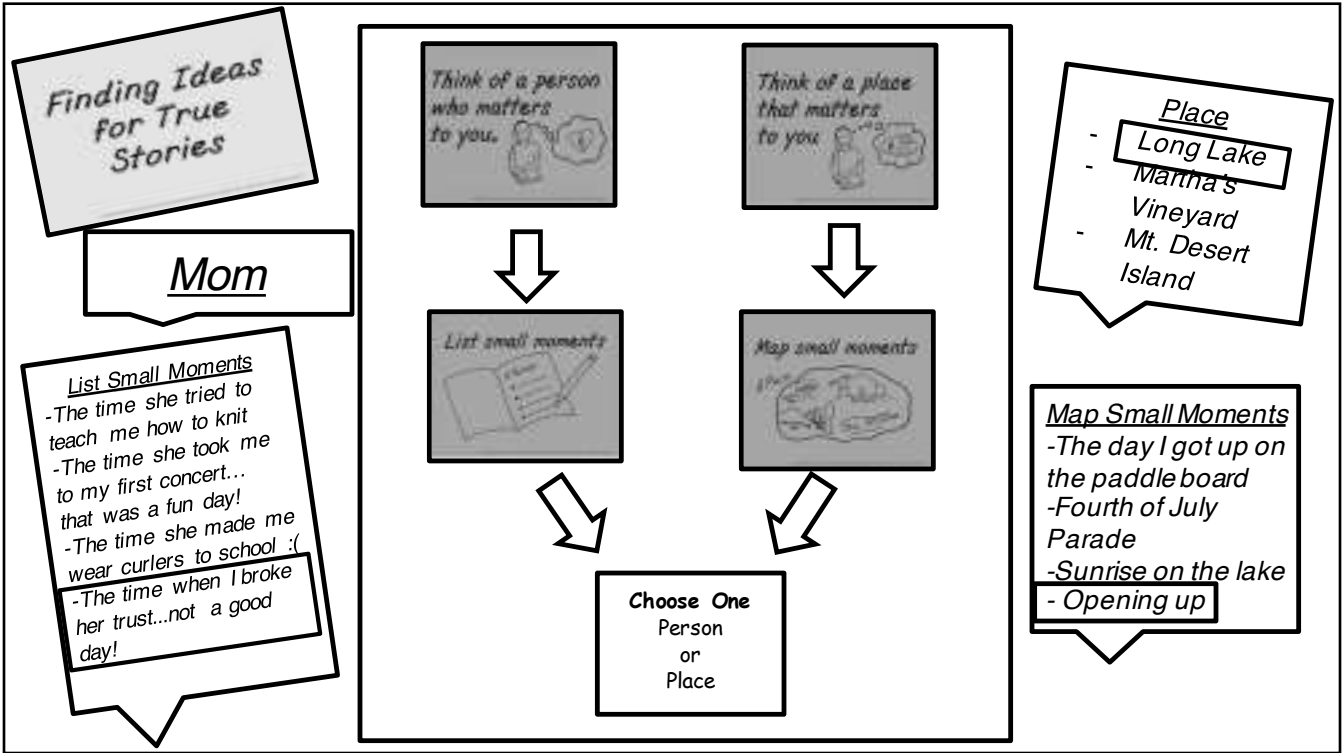 Finding Ideas
for True
Stories
Mom
List Small Moments
-The time she tried to
teach me how to knit
-The time she took me
to my first concert...
that was a fun day!
-The time she made me
wear curlers to school :(
-The time when I broke
her trust...not a good
day!
Think of a person
who matters
to you.
List small moments
Think of a place
that matters
to you
Map small moments
Choose One
Person
or
Place
Place
- Long Lake
- Martha's
Vineyard
- Mt. Desert
Island
Map Small Moments
-The day I got up on
the paddle board
-Fourth of July
Parade
-Sunrise on the lake
- Opening up